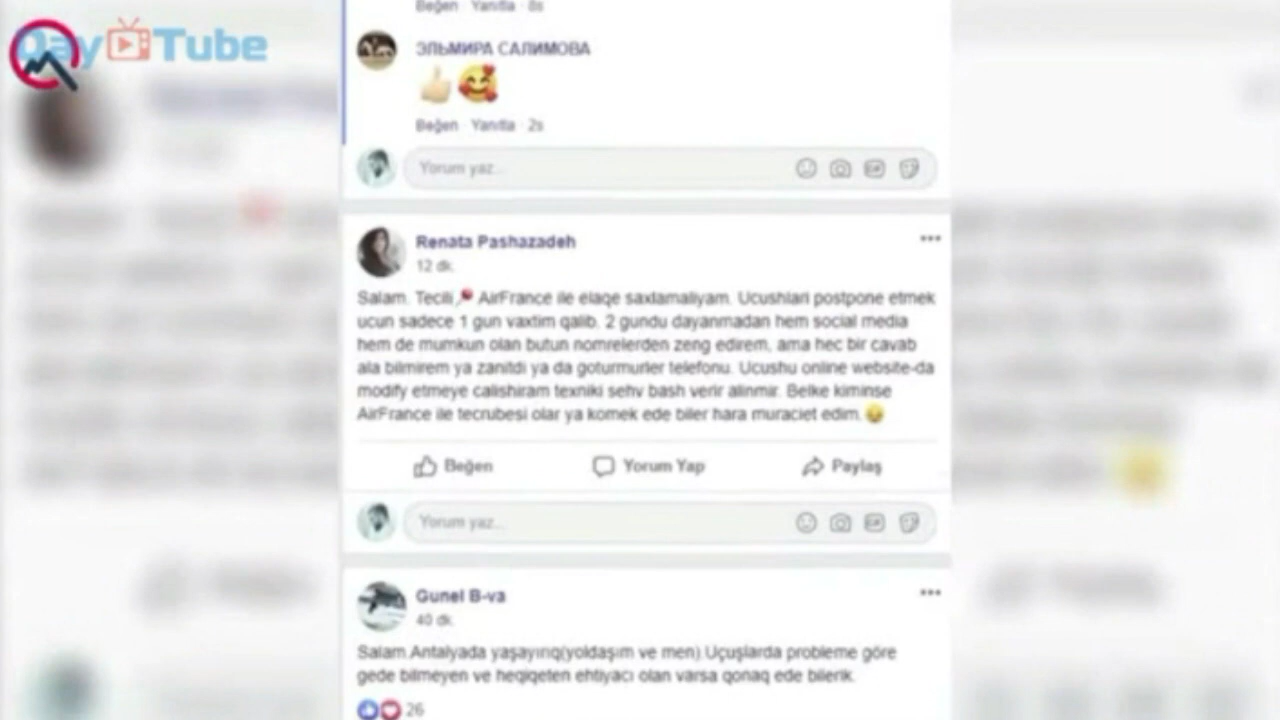 Day Tube
Beğen · Yanıtla · 8s
ЭЛЬМИРА САЛИМОВА
Beğen · Yanıtla · 2s
Yorum yaz...
Renata Pashazadeh
12 dk.
Salam. Tecili AirFrance ile elaqe saxlamaliyam. Ucushlari postpone etmek
ucun sadece 1 gun vaxtim qalib. 2 gundu dayanmadan hem social media
hem de mumkun olan butun nomrelerden zeng edirem, ama hec bir cavab
ala bilmirem ya zanitdi ya da goturmurler telefonu. Ucushu online website-da
modify etmeye calishiram texniki sehv bash verir alinmir. Belke kiminse
AirFrance ile tecrubesi olar ya komek ede biler hara muraciet edim.
Beğen Yorum Yap Paylaş
Yorum yaz...
Gunel B-va
40 dk.
Salam.Antalyada yaşayırıq(yoldaşım ve men).Uçuşlarda probleme göre
gede bilmeyen ve heqiqeten ehtiyacı olan varsa qonaq ede bilerik.
26